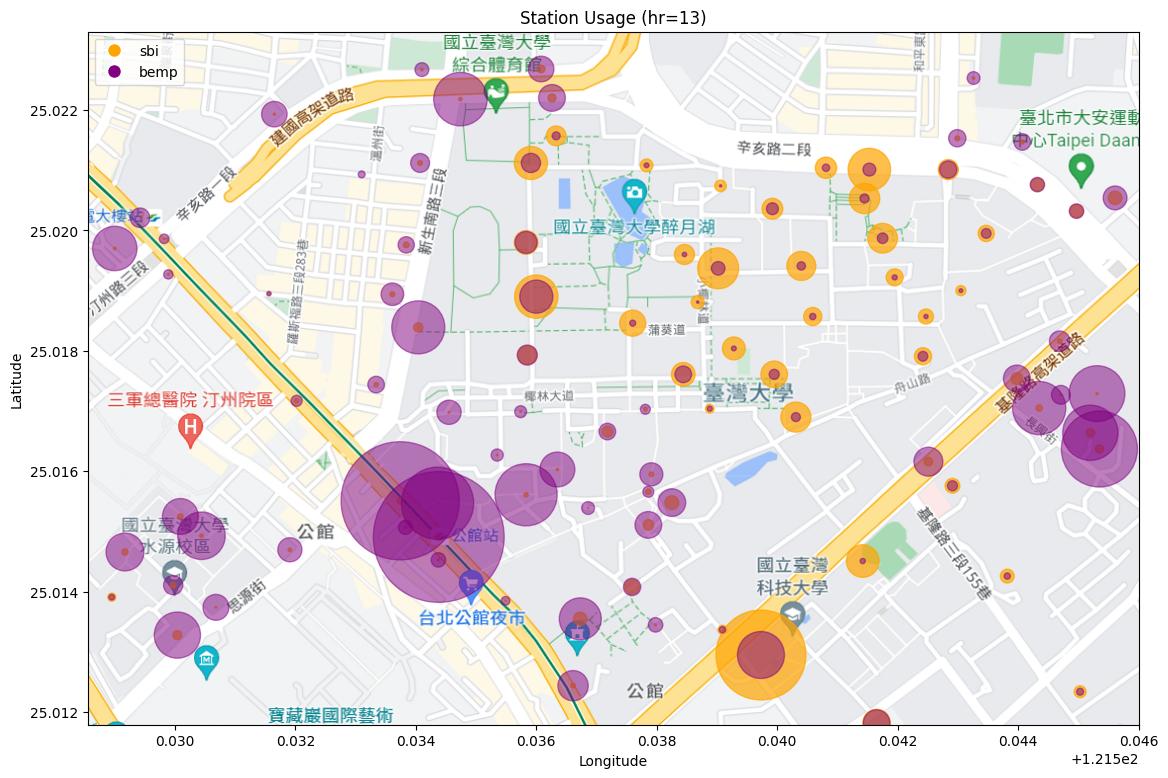 Station Usage (hr=13)
sbi
bemp
國立臺灣大學
綜合體育館
和平東
建國高架道路
臺北市大安運動
中心Taipei Daan
溫州街
辛亥路二段
辛亥路一段
新生南路三段
電大樓站
國立臺灣大學醉月湖
汀州路三段
羅斯福路三段283巷
蒲葵道
基隆路高架道路
舟山路
三軍總醫院 汀州院區
椰林大道
臺灣大學
長興街
國立臺灣大學
水源校區
公館
公館站
基隆路三段155巷
國立臺灣
科技大學
思源街
台北公館夜市
公館
寶藏巖國際藝術
25.022
25.020
25.018
25.016
25.014
25.012
Latitude
0.030
0.032
0.034
0.036
0.038
0.040
0.042
0.044
0.046
Longitude
+1.215e2